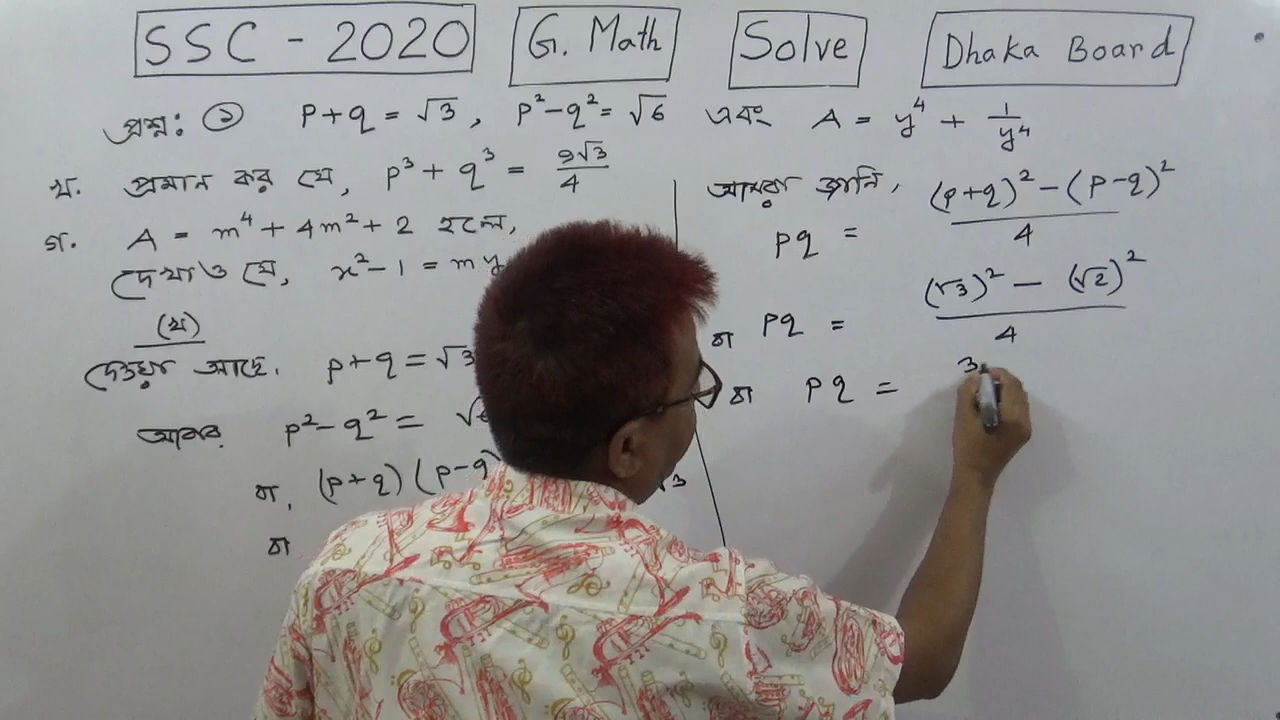 SSC - 2020 G. Math Solve Dhaka Board
প্রশ্ন: ১ p+q = √3, p²-q² = √6 এবং A = y⁴ + 1/y⁴
খ. প্রমান কর যে, p³ + q³ = 9√3/4
গ. A = m⁴ + 4m² + 2 হলে,
দেখাও যে, x²-1 = my
(খ)
দেওয়া আছে. p+q = √3
আবার p²-q² =
বা, (p+q)(p-q)
বা
আমরা জানি,
pq = ((p+q)² - (p-q)²)/4
বা pq = ((√3)² - (√2)²)/4
বা pq = 3